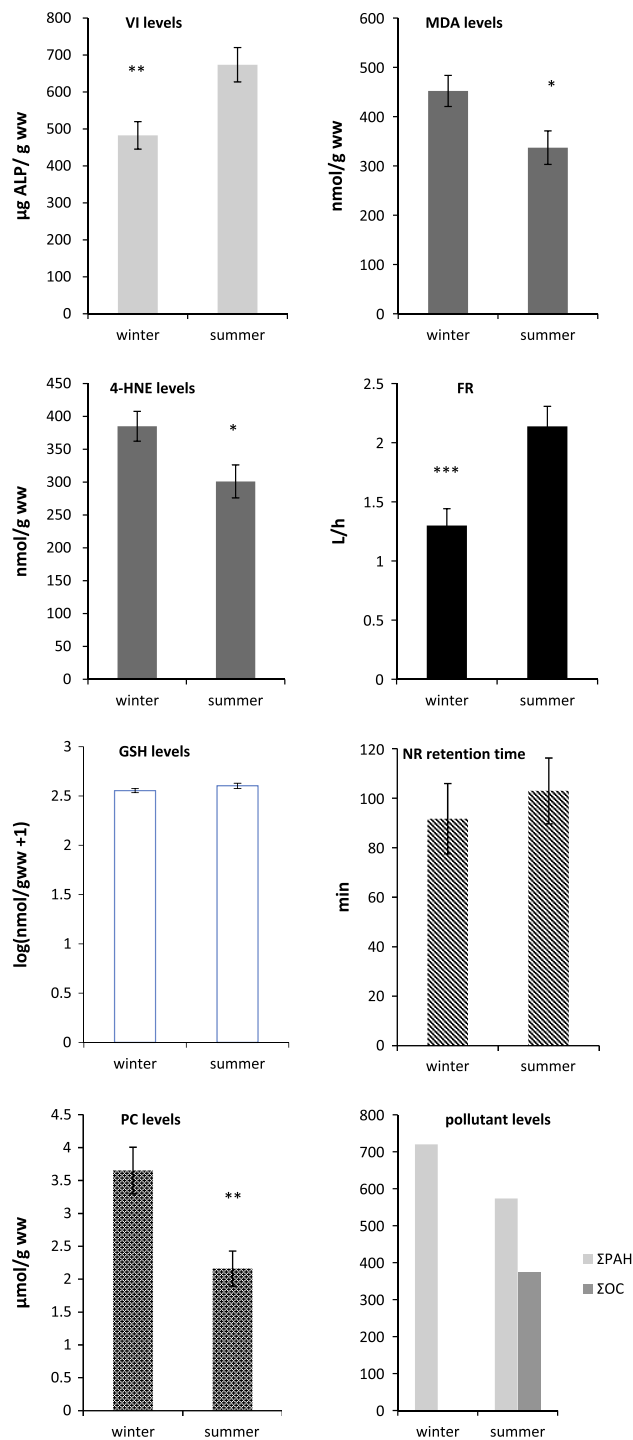 VI levels
µg ALP/ g ww
800
700
600
500
400
300
200
100
0
**
winter summer
MDA levels
nmol/g ww
600
500
400
300
200
100
0
*
winter summer
4-HNE levels
nmol/g ww
450
400
350
300
250
200
150
100
50
0
*
winter summer
FR
L/h
2.5
2
1.5
1
0.5
0
***
winter summer
GSH levels
log(nmol/gww +1)
3
2.5
2
1.5
1
0.5
0
winter summer
NR retention time
min
120
100
80
60
40
20
0
winter summer
PC levels
µmol/g ww
4.5
4
3.5
3
2.5
2
1.5
1
0.5
0
**
winter summer
pollutant levels
800
700
600
500
400
300
200
100
0
winter summer
ΣPAH
ΣOC